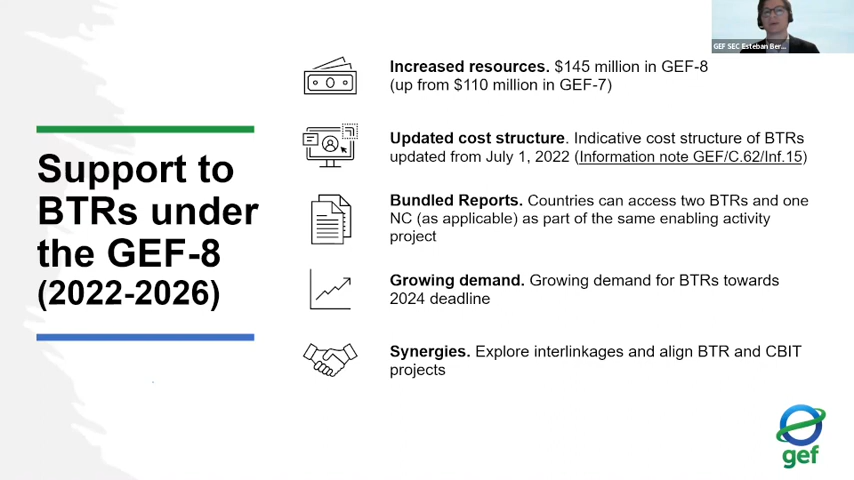 GEF SEC Esteban Ber...
Support to
BTRs under
the GEF-8
(2022-2026)
Increased resources. $145 million in GEF-8
(up from $110 million in GEF-7)
Updated cost structure. Indicative cost structure of BTRs
updated from July 1, 2022 (Information note GEF/C.62/Inf.15)
Bundled Reports. Countries can access two BTRs and one
NC (as applicable) as part of the same enabling activity
project
Growing demand. Growing demand for BTRs towards
2024 deadline
Synergies. Explore interlinkages and align BTR and CBIT
projects
gef